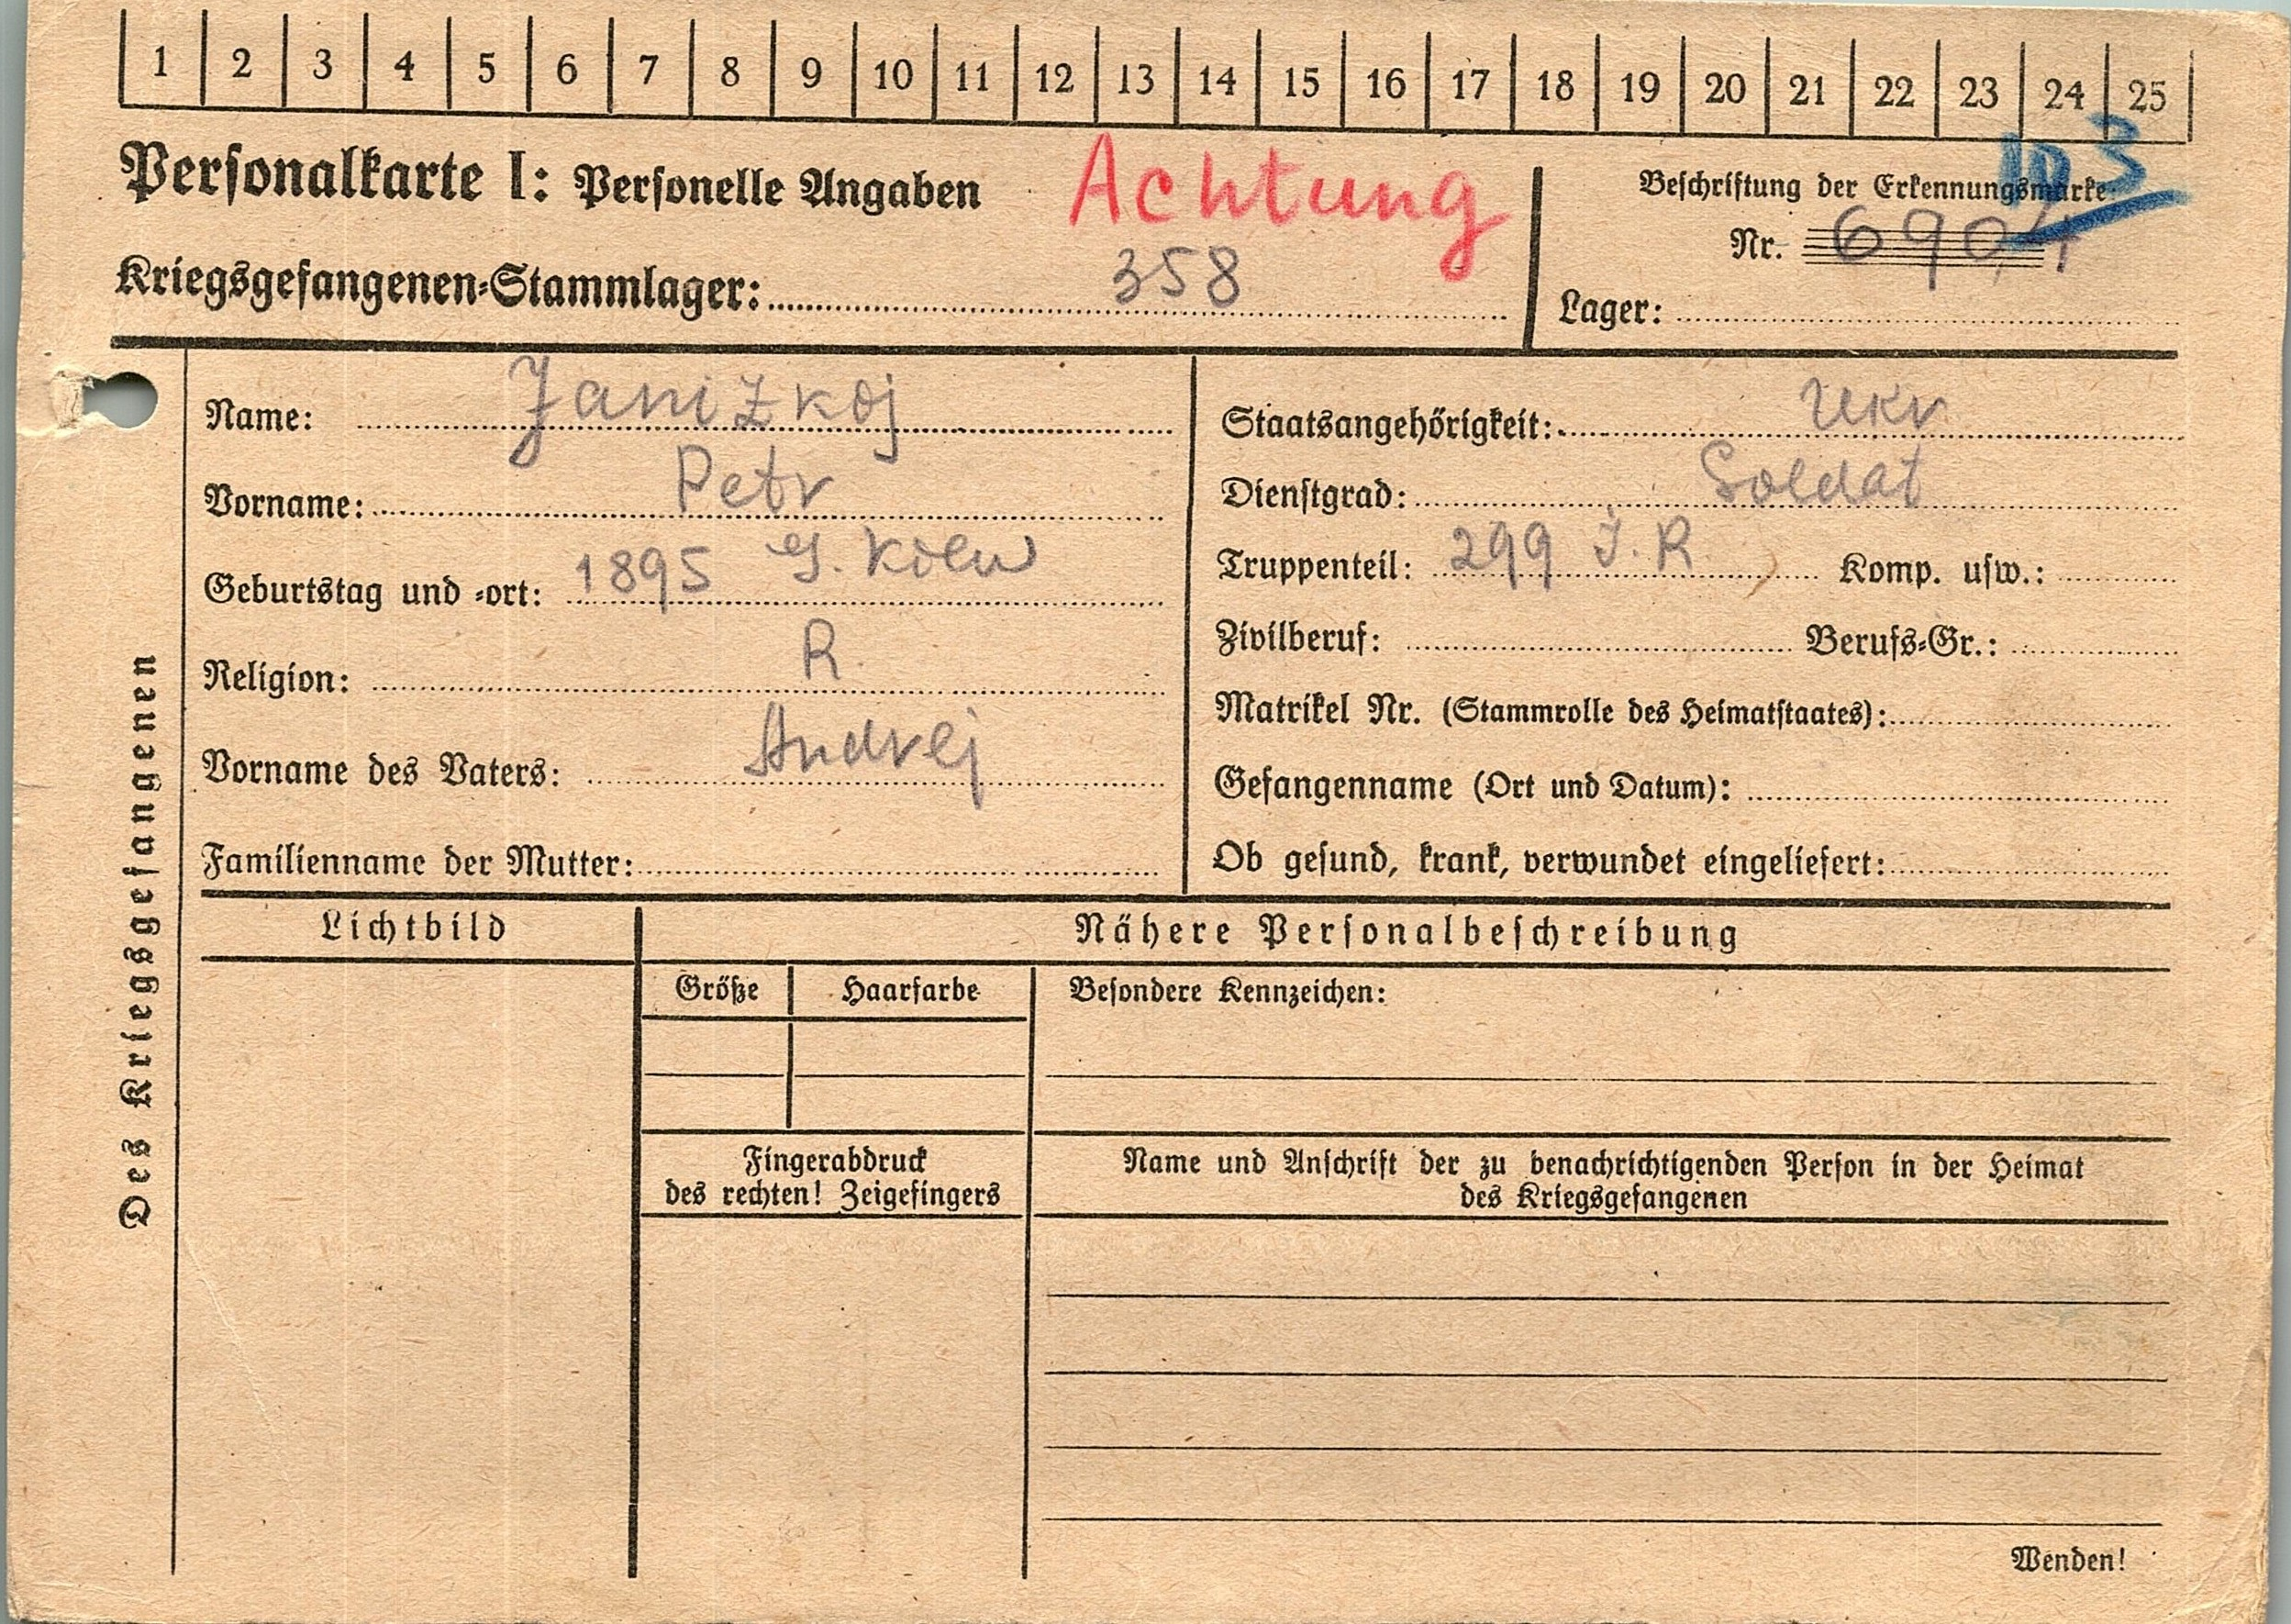 1 2 3 4 5 6 7 8 9 10 11 12 13 14 15 16 17 18 19 20 21 22 23 24 25
Personalkarte I: Personelle Angaben
Achtung
Beschriftung der Erkennungsmarke
103
Nr. 6904
Kriegsgefangenen-Stammlager: 358
Lager:
Des Kriegsgefangenen
Name: Janizkoj
Vorname: Petr
Geburtstag und -ort: 1895 G. Köln
Religion: R.
Vorname des Vaters: Andrej
Familienname der Mutter:
Staatsangehörigkeit: Ukr
Dienstgrad: Soldat
Truppenteil: 299 I.R Komp. usw.:
Zivilberuf: Berufs-Gr.:
Matrikel Nr. (Stammrolle des Heimatstaates):
Gefangenname (Ort und Datum):
Ob gesund, krank, verwundet eingeliefert:
Lichtbild
Nähere Personalbeschreibung
Größe Haarfarbe Besondere Kennzeichen:
Fingerabdruck
des rechten! Zeigefingers
Name und Anschrift der zu benachrichtigenden Person in der Heimat
des Kriegsgefangenen
Wenden!